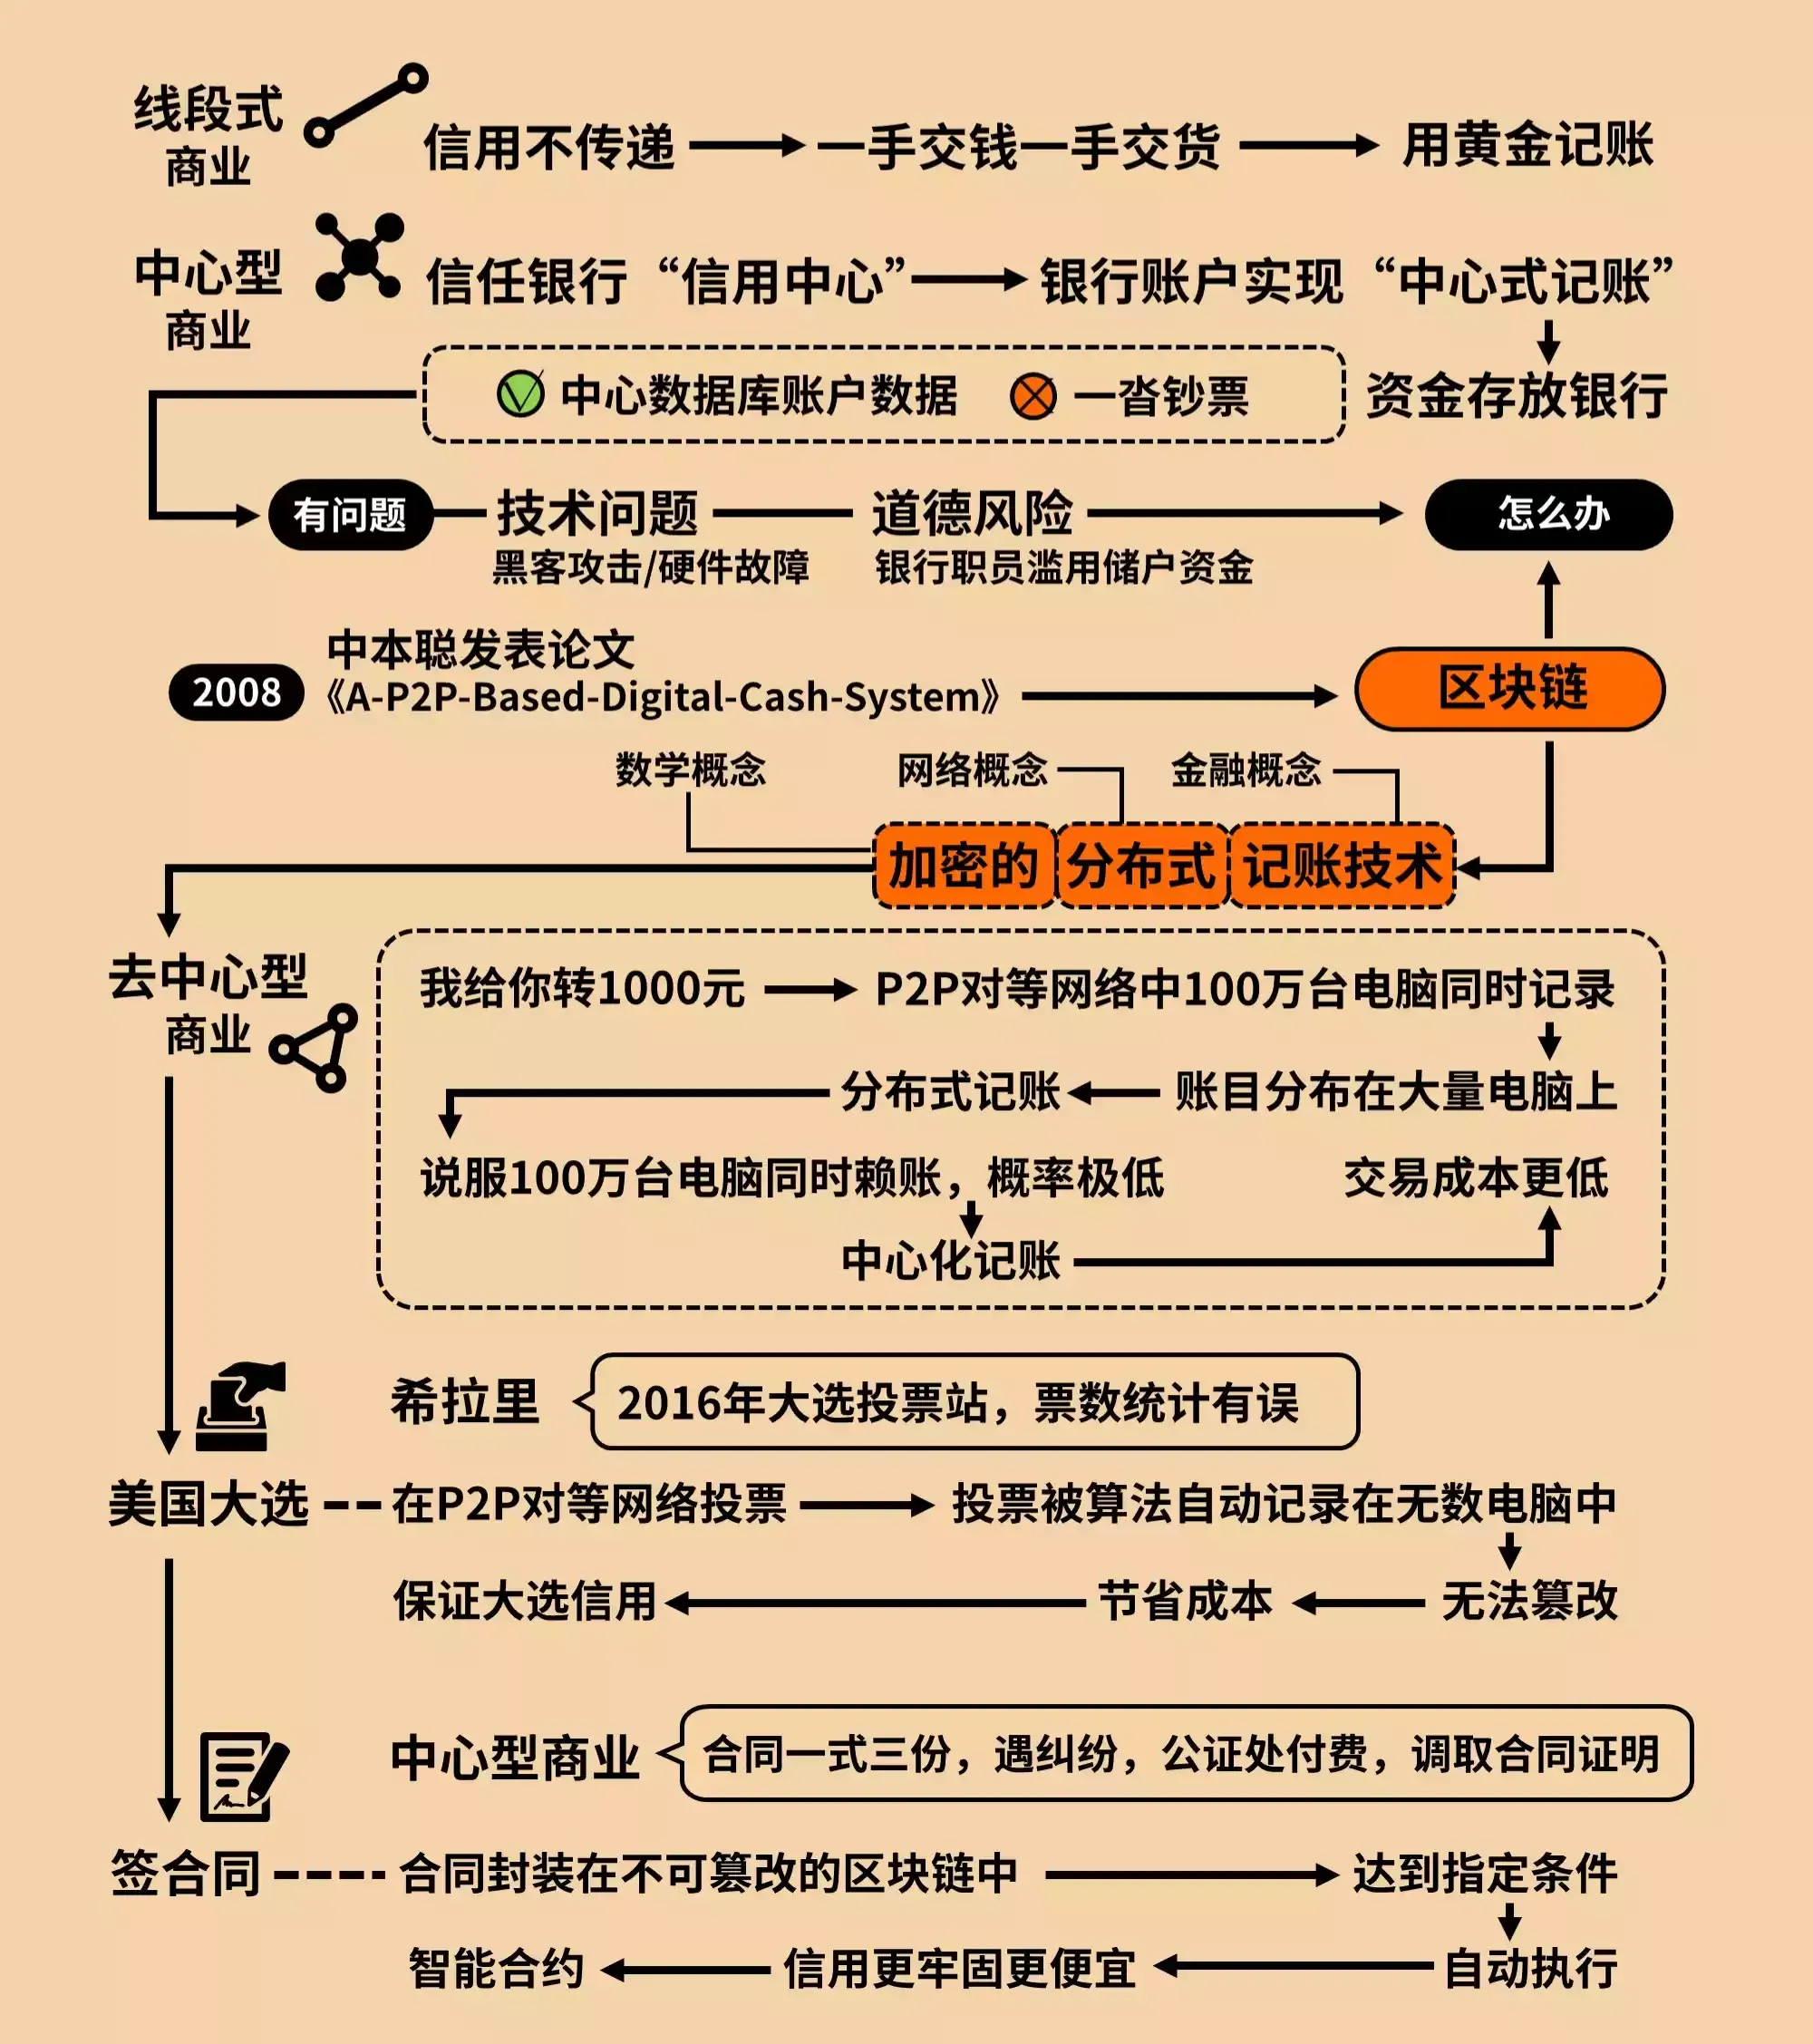 线段式
商业
信用不传递
一手交钱一手交货
用黄金记账
中心型
商业
信任银行“信用中心”
银行账户实现“中心式记账”
中心数据库账户数据
一沓钞票
资金存放银行
有问题
技术问题
黑客攻击/硬件故障
道德风险
银行职员滥用储户资金
怎么办
2008
中本聪发表论文
《A-P2P-Based-Digital-Cash-System》
区块链
数学概念
网络概念
金融概念
加密的
分布式
记账技术
去中心型
商业
我给你转1000元
P2P对等网络中100万台电脑同时记录
分布式记账
账目分布在大量电脑上
说服100万台电脑同时赖账，概率极低
交易成本更低
中心化记账
希拉里
2016年大选投票站，票数统计有误
美国大选
在P2P对等网络投票
投票被算法自动记录在无数电脑中
保证大选信用
节省成本
无法篡改
中心型商业
合同一式三份，遇纠纷，公证处付费，调取合同证明
签合同
合同封装在不可篡改的区块链中
达到指定条件
智能合约
信用更牢固更便宜
自动执行